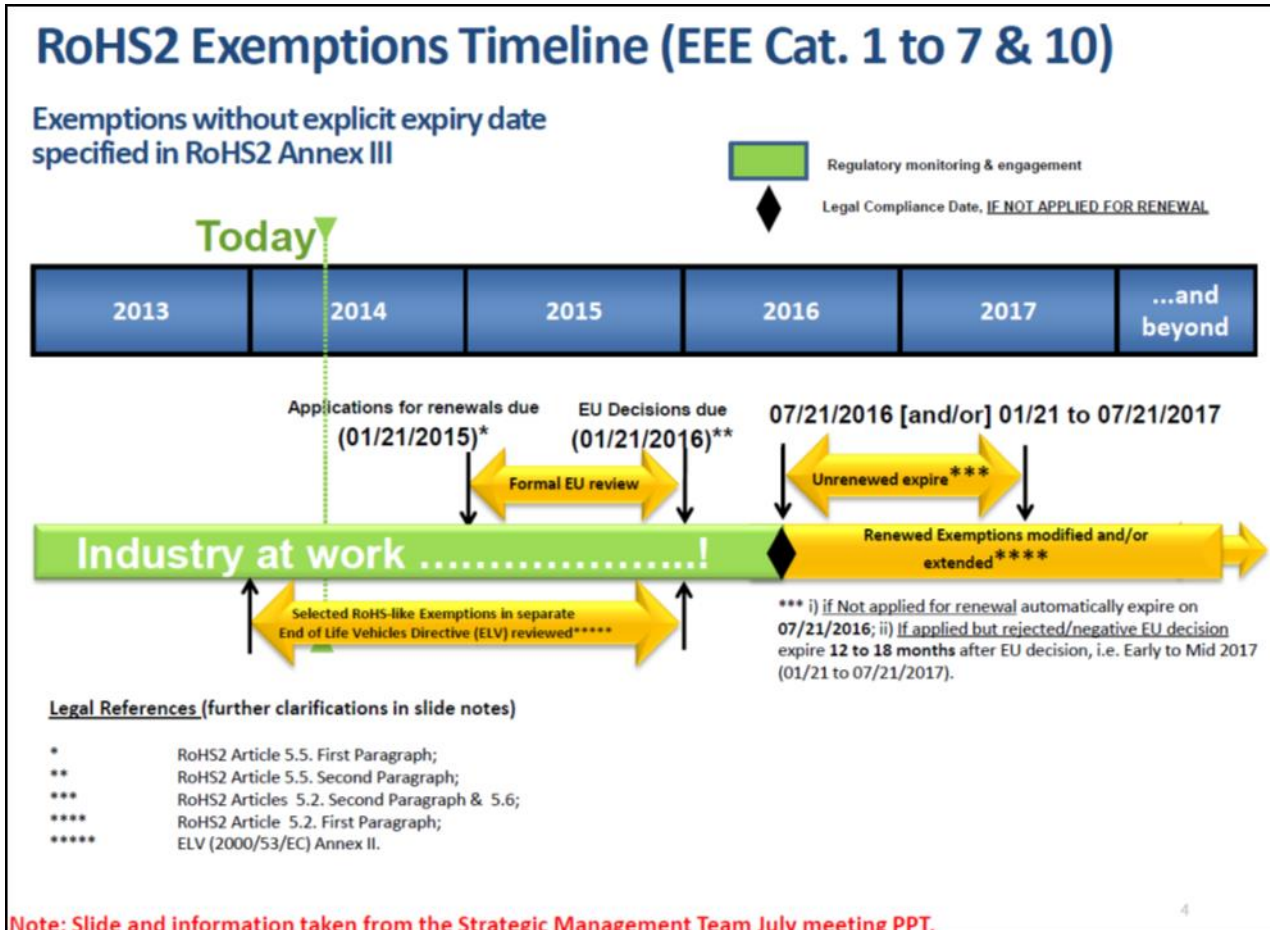 RoHS2 Exemptions Timeline (EEE Cat. 1 to 7 & 10)
Exemptions without explicit expiry date
specified in RoHS2 Annex III
Regulatory monitoring & engagement
Legal Compliance Date, IF NOT APPLIED FOR RENEWAL
Today
2013
2014
2015
2016
2017
...and
beyond
Applications for renewals due
(01/21/2015)*
EU Decisions due
(01/21/2016)**
07/21/2016 [and/or] 01/21 to 07/21/2017
Formal EU review
Unrenewed expire***
Industry at work .....................!
Renewed Exemptions modified and/or
extended****
Selected RoHS-like Exemptions in separate
End of Life Vehicles Directive (ELV) reviewed*****
*** i) if Not applied for renewal automatically expire on
07/21/2016; ii) If applied but rejected/negative EU decision
expire 12 to 18 months after EU decision, i.e. Early to Mid 2017
(01/21 to 07/21/2017).
Legal References (further clarifications in slide notes)
* RoHS2 Article 5.5. First Paragraph;
** RoHS2 Article 5.5. Second Paragraph;
*** RoHS2 Articles 5.2. Second Paragraph & 5.6;
**** RoHS2 Article 5.2. First Paragraph;
***** ELV (2000/53/EC) Annex II.
4
Note: Slide and information taken from the Strategic Management Team July meeting PPT.